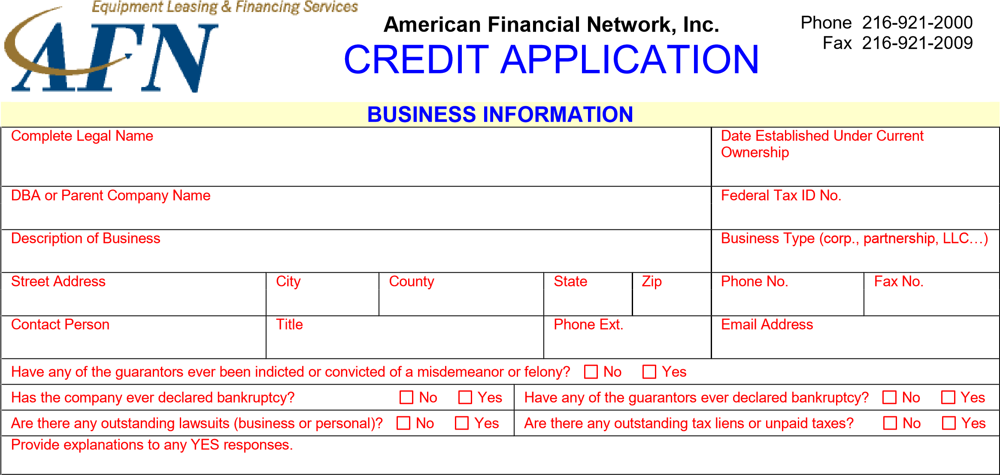 Equipment Leasing & Financing Services
AFN
American Financial Network, Inc.
CREDIT APPLICATION
Phone 216-921-2000
Fax 216-921-2009
BUSINESS INFORMATION
Complete Legal Name
Date Established Under Current
Ownership
DBA or Parent Company Name
Federal Tax ID No.
Description of Business
Business Type (corp., partnership, LLC…)
Street Address City County State Zip Phone No. Fax No.
Contact Person Title Phone Ext. Email Address
Have any of the guarantors ever been indicted or convicted of a misdemeanor or felony? ☐ No ☐ Yes
Has the company ever declared bankruptcy? ☐ No ☐ Yes Have any of the guarantors ever declared bankruptcy? ☐ No ☐ Yes
Are there any outstanding lawsuits (business or personal)? ☐ No ☐ Yes Are there any outstanding tax liens or unpaid taxes? ☐ No ☐ Yes
Provide explanations to any YES responses.